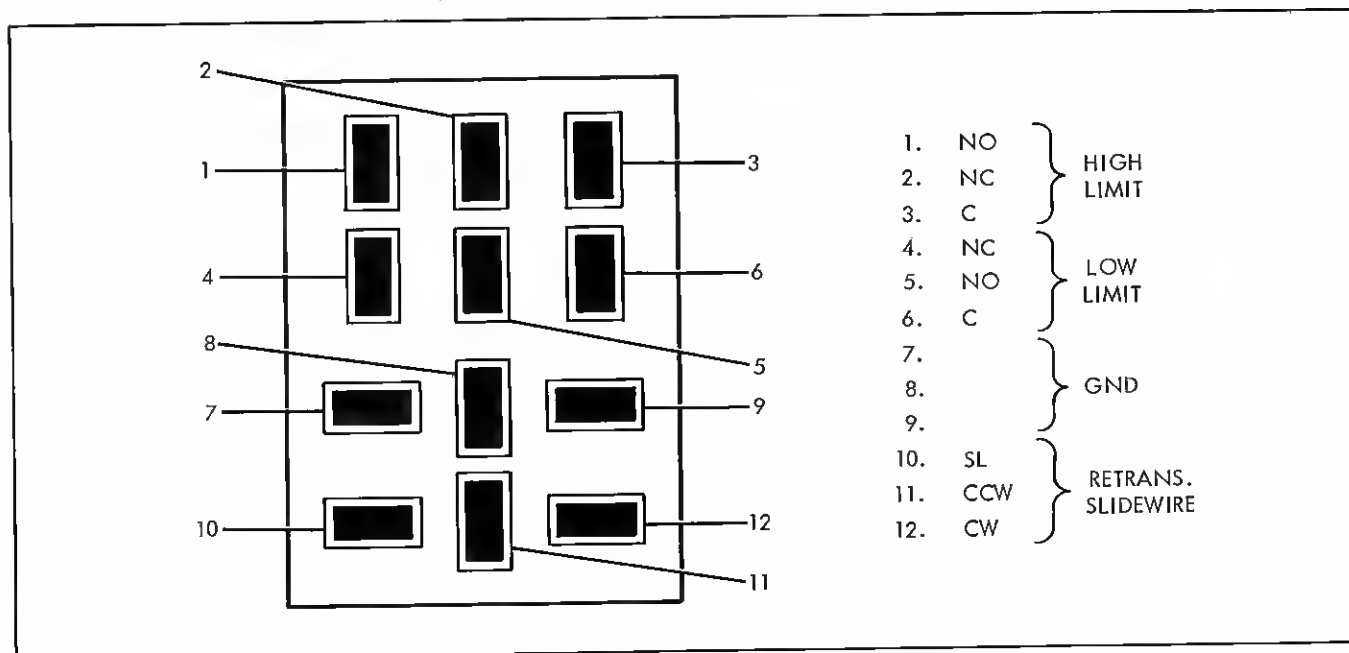 2
1
3
4
6
8
5
7
9
10
12
11
1. NO
2. NC
3. C
HIGH
LIMIT
4. NC
5. NO
6. C
LOW
LIMIT
7.
8.
9.
GND
10. SL
11. CCW
12. CW
RETRANS.
SLIDEWIRE